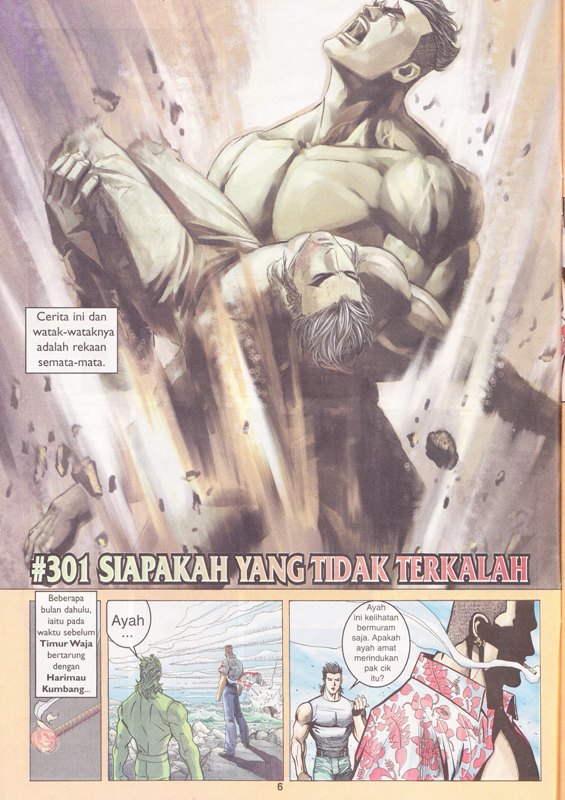 Cerita ini dan
watak-wataknya
adalah rekaan
semata-mata.
#301 SIAPAKAH YANG TIDAK TERKALAH
Beberapa
bulan dahulu,
iaitu pada
waktu sebelum
Timur Waja
bertarung
dengan
Harimau
Kumbang...
Ayah
...
Ayah
ini kelihatan
bermuram
saja. Apakah
ayah amat
merindukan
pak cik
itu?
6